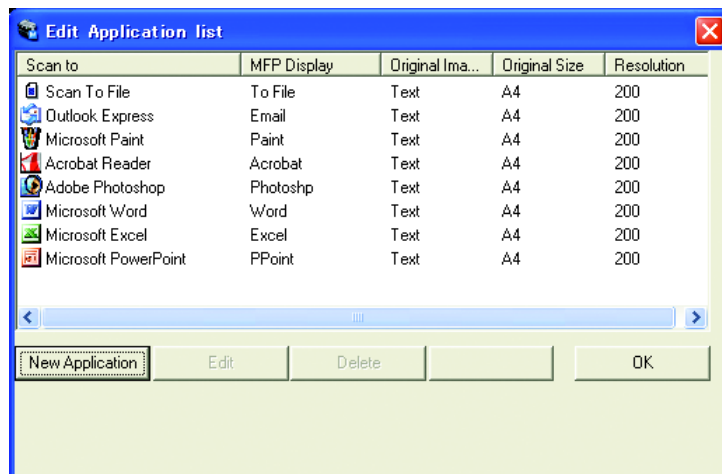 Edit Application list
Scan to MFP Display Original Ima... Original Size Resolution
Scan To File To File Text A4 200
Outlook Express Email Text A4 200
Microsoft Paint Paint Text A4 200
Acrobat Reader Acrobat Text A4 200
Adobe Photoshop Photoshp Text A4 200
Microsoft Word Word Text A4 200
Microsoft Excel Excel Text A4 200
Microsoft PowerPoint PPoint Text A4 200
New Application Edit Delete OK